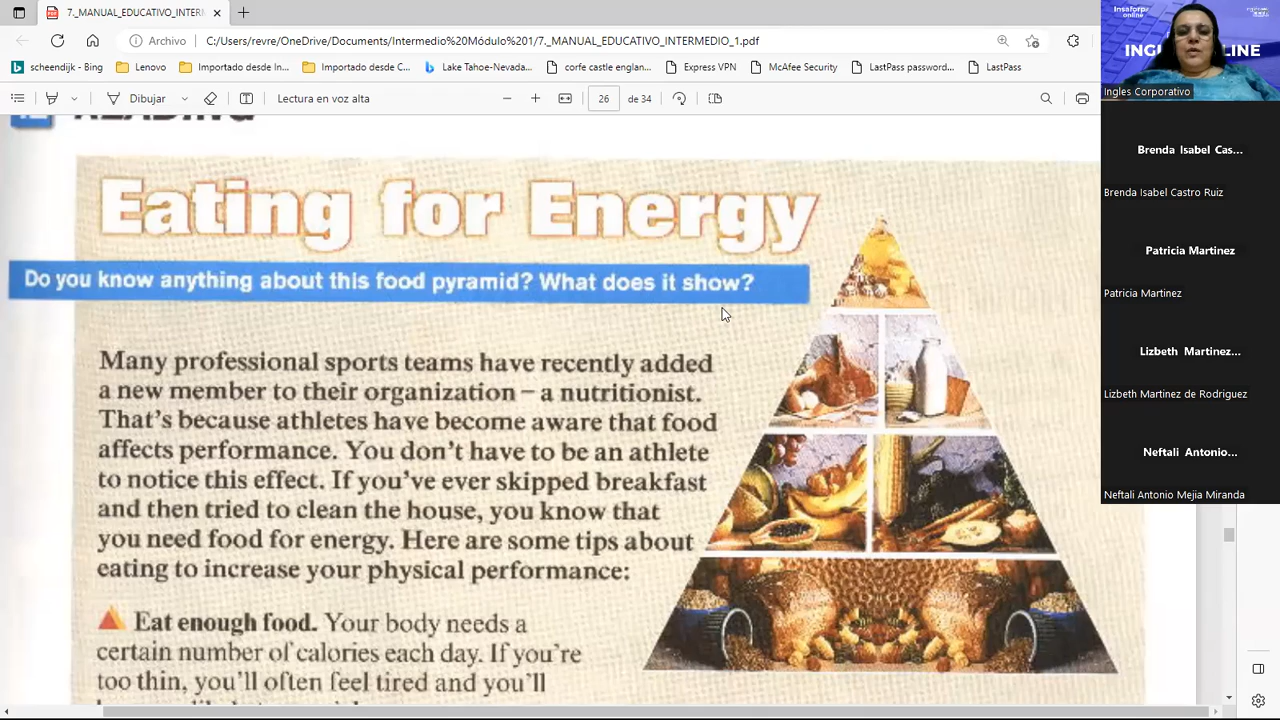 7._MANUAL_EDUCATIVO_INTERM
Archivo
C:/Users/revre/OneDrive/Documents/In
201/7._MANUAL_EDUCATIVO_INTERMEDIO_1.pdf
scheendijk - Bing
Lenovo
Importado desde In...
Importado desde C...
Lake Tahoe
corfe castle englan...
Express VPN
McAfee Security
LastPass password...
LastPass
Dibujar
Lectura en voz alta
26
de 34
READING
Eating for Energy
Do you know anything about this food pyramid? What does it show?
Many professional sports teams have recently added
a new member to their organization – a nutritionist.
That's because athletes have become aware that food
affects performance. You don't have to be an athlete
to notice this effect. If you've ever skipped breakfast
and then tried to clean the house, you know that
you need food for energy. Here are some tips about
eating to increase your physical performance:
Eat enough food. Your body needs a
certain number of calories each day. If you're
too thin, you'll often feel tired and you'll
Insaforp
online
Ingles Corporativo
Brenda Isabel Cas...
Brenda Isabel Castro Ruiz
Patricia Martinez
Patricia Martinez
Lizbeth Martinez...
Lizbeth Martinez de Rodriguez
Neftali Antonio...
Neftali Antonio Mejia Miranda